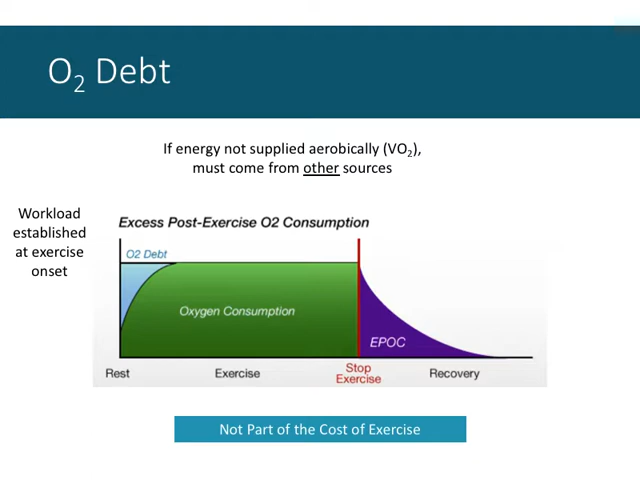 O2 Debt
If energy not supplied aerobically (VO2),
must come from other sources
Workload
established
at exercise
onset
Excess Post-Exercise O2 Consumption
O2 Debt
Oxygen Consumption
EPOC
Rest
Exercise
Stop
Exercise
Recovery
Not Part of the Cost of Exercise